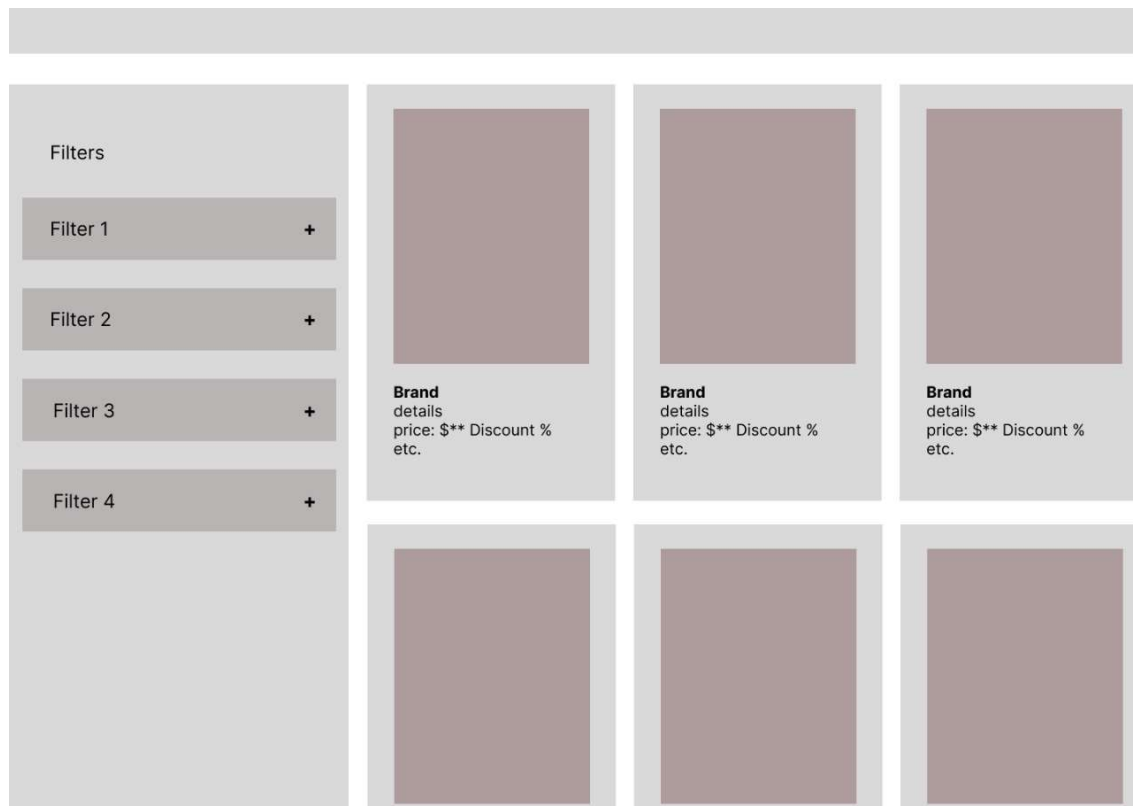 Filters
Filter 1 +
Filter 2 +
Filter 3 +
Filter 4 +
Brand
details
price: $** Discount %
etc.
Brand
details
price: $** Discount %
etc.
Brand
details
price: $** Discount %
etc.